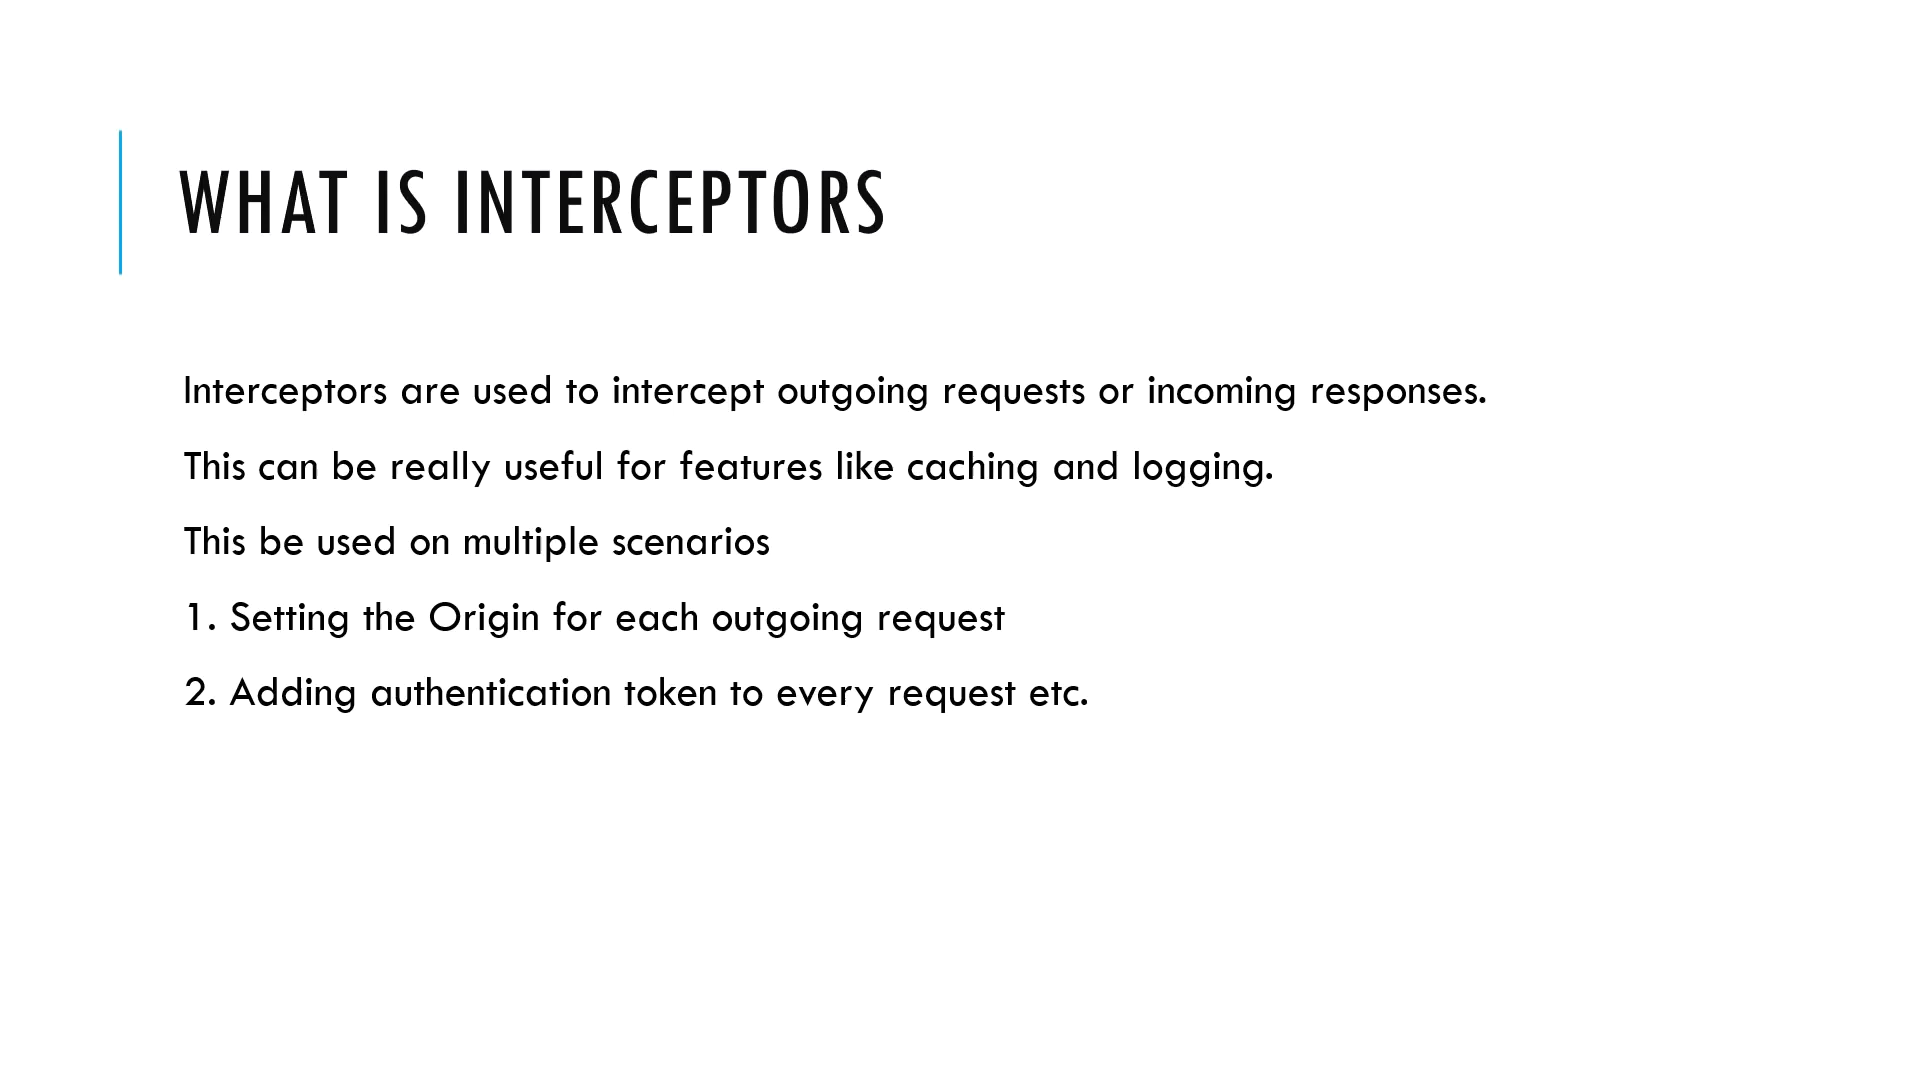 WHAT IS INTERCEPTORS
Interceptors are used to intercept outgoing requests or incoming responses.
This can be really useful for features like caching and logging.
This be used on multiple scenarios
1. Setting the Origin for each outgoing request
2. Adding authentication token to every request etc.